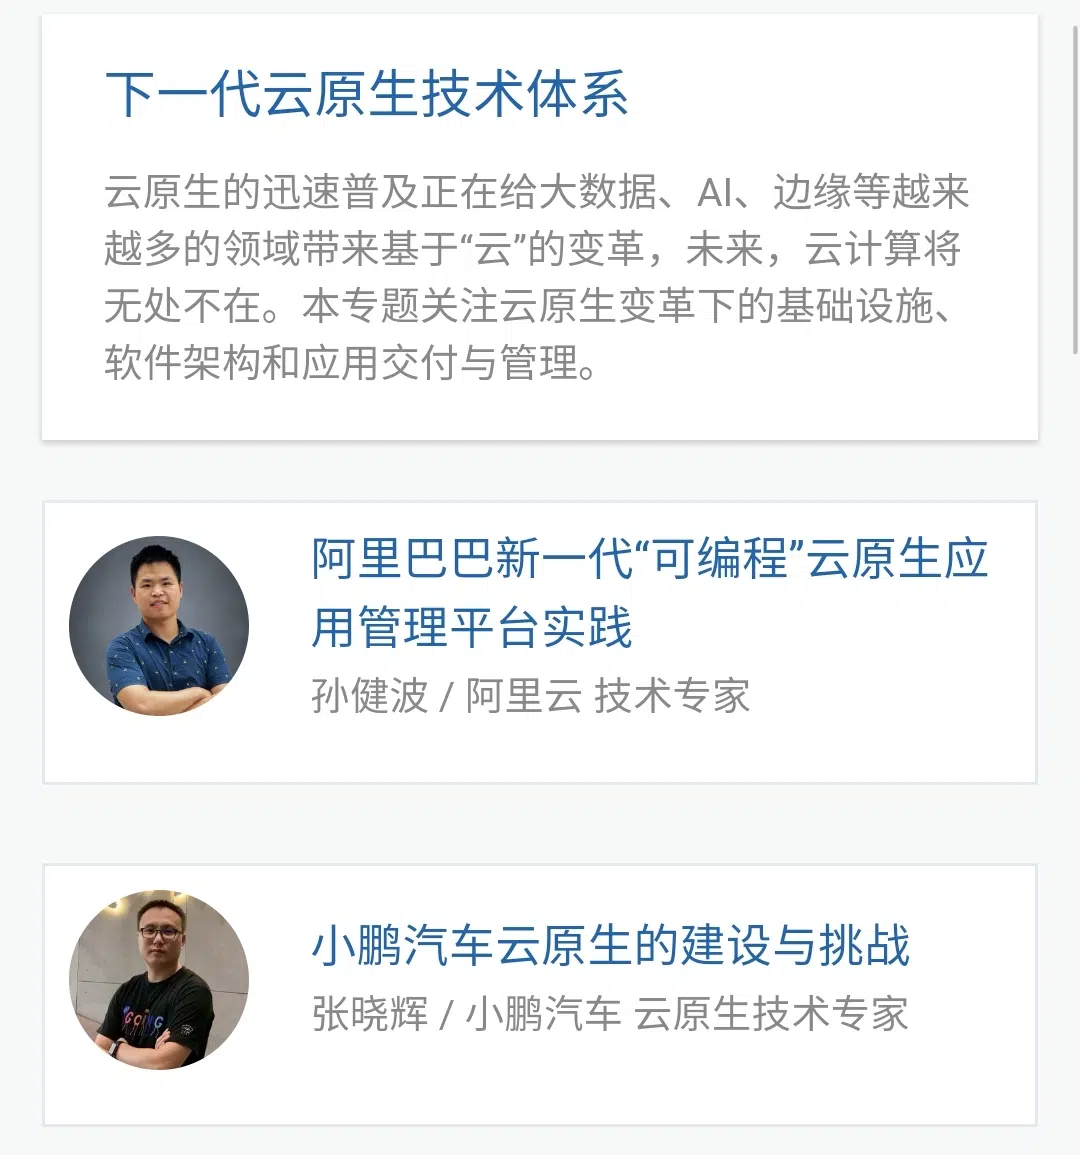 下一代云原生技术体系
云原生的迅速普及正在给大数据、AI、边缘等越来
越多的领域带来基于“云”的变革，未来，云计算将
无处不在。本专题关注云原生变革下的基础设施、
软件架构和应用交付与管理。
阿里巴巴新一代“可编程”云原生应
用管理平台实践
孙健波 / 阿里云 技术专家
小鹏汽车云原生的建设与挑战
张晓辉 / 小鹏汽车 云原生技术专家